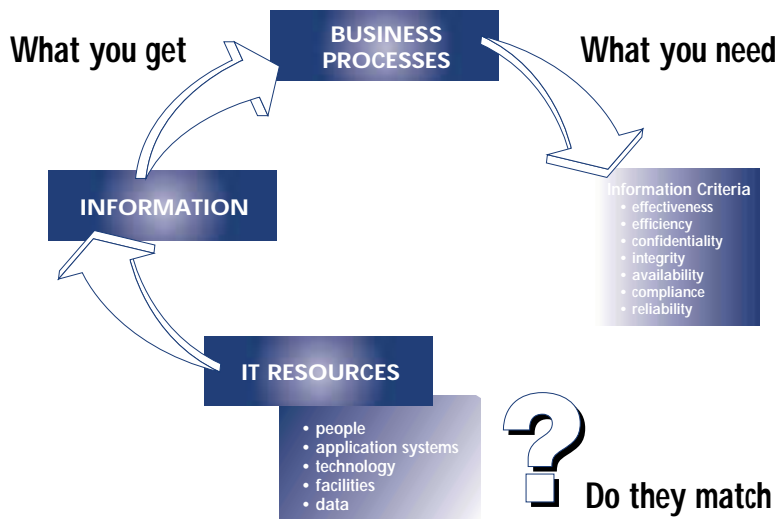 What you get
BUSINESS
PROCESSES
What you need
INFORMATION
Information Criteria
• effectiveness
• efficiency
• confidentiality
• integrity
• availability
• compliance
• reliability
IT RESOURCES
• people
• application systems
• technology
• facilities
• data
?
Do they match